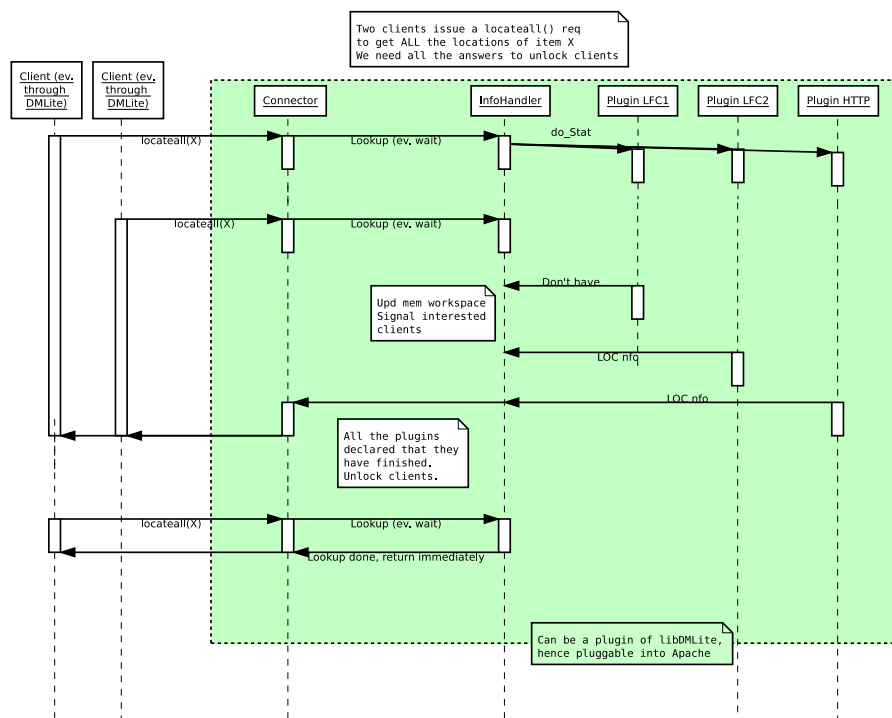 Two clients issue a locateall() req
to get ALL the locations of item X
We need all the answers to unlock clients
Client (ev.
through
DMLite)
Client (ev.
through
DMLite)
Connector
InfoHandler
Plugin LFC1
Plugin LFC2
Plugin HTTP
locateall(X)
Lookup (ev. wait)
do_Stat
locateall(X)
Lookup (ev. wait)
Don't have
Upd mem workspace
Signal interested
clients
LOC nfo
LOC nfo
All the plugins
declared that they
have finished.
Unlock clients.
locateall(X)
Lookup (ev. wait)
Lookup done, return immediately
Can be a plugin of libDMLite,
hence pluggable into Apache